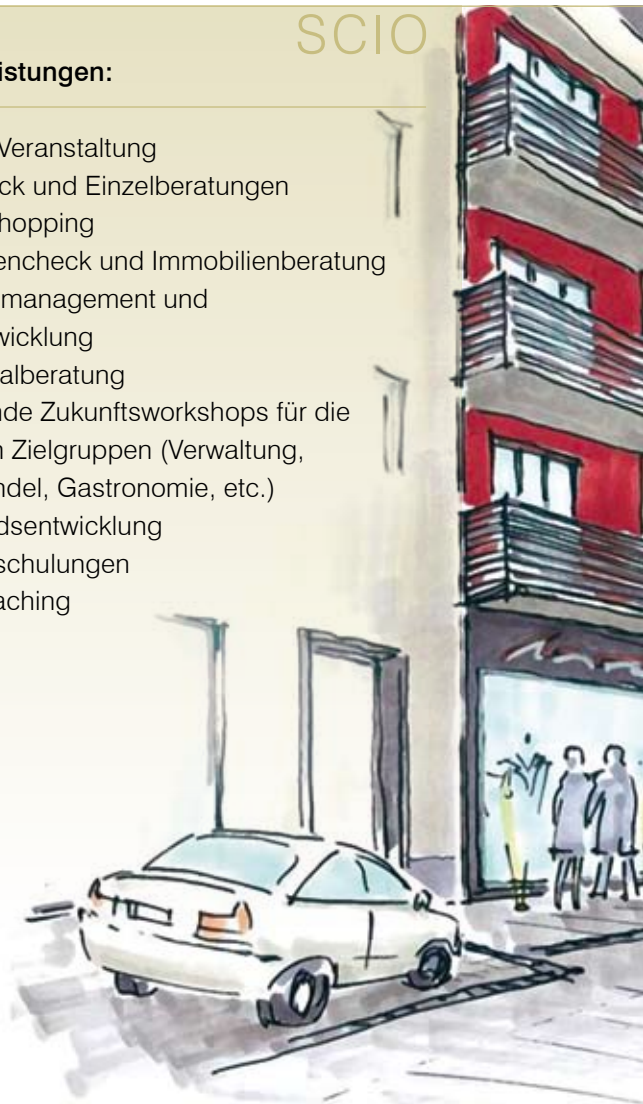 SCIO
istungen:
Veranstaltung
ck und Einzelberatungen
hopping
encheck und Immobilienberatung
management und
wicklung
alberatung
nde Zukunftsworkshops für die
n Zielgruppen (Verwaltung,
ndel, Gastronomie, etc.)
dsentwicklung
schulungen
aching